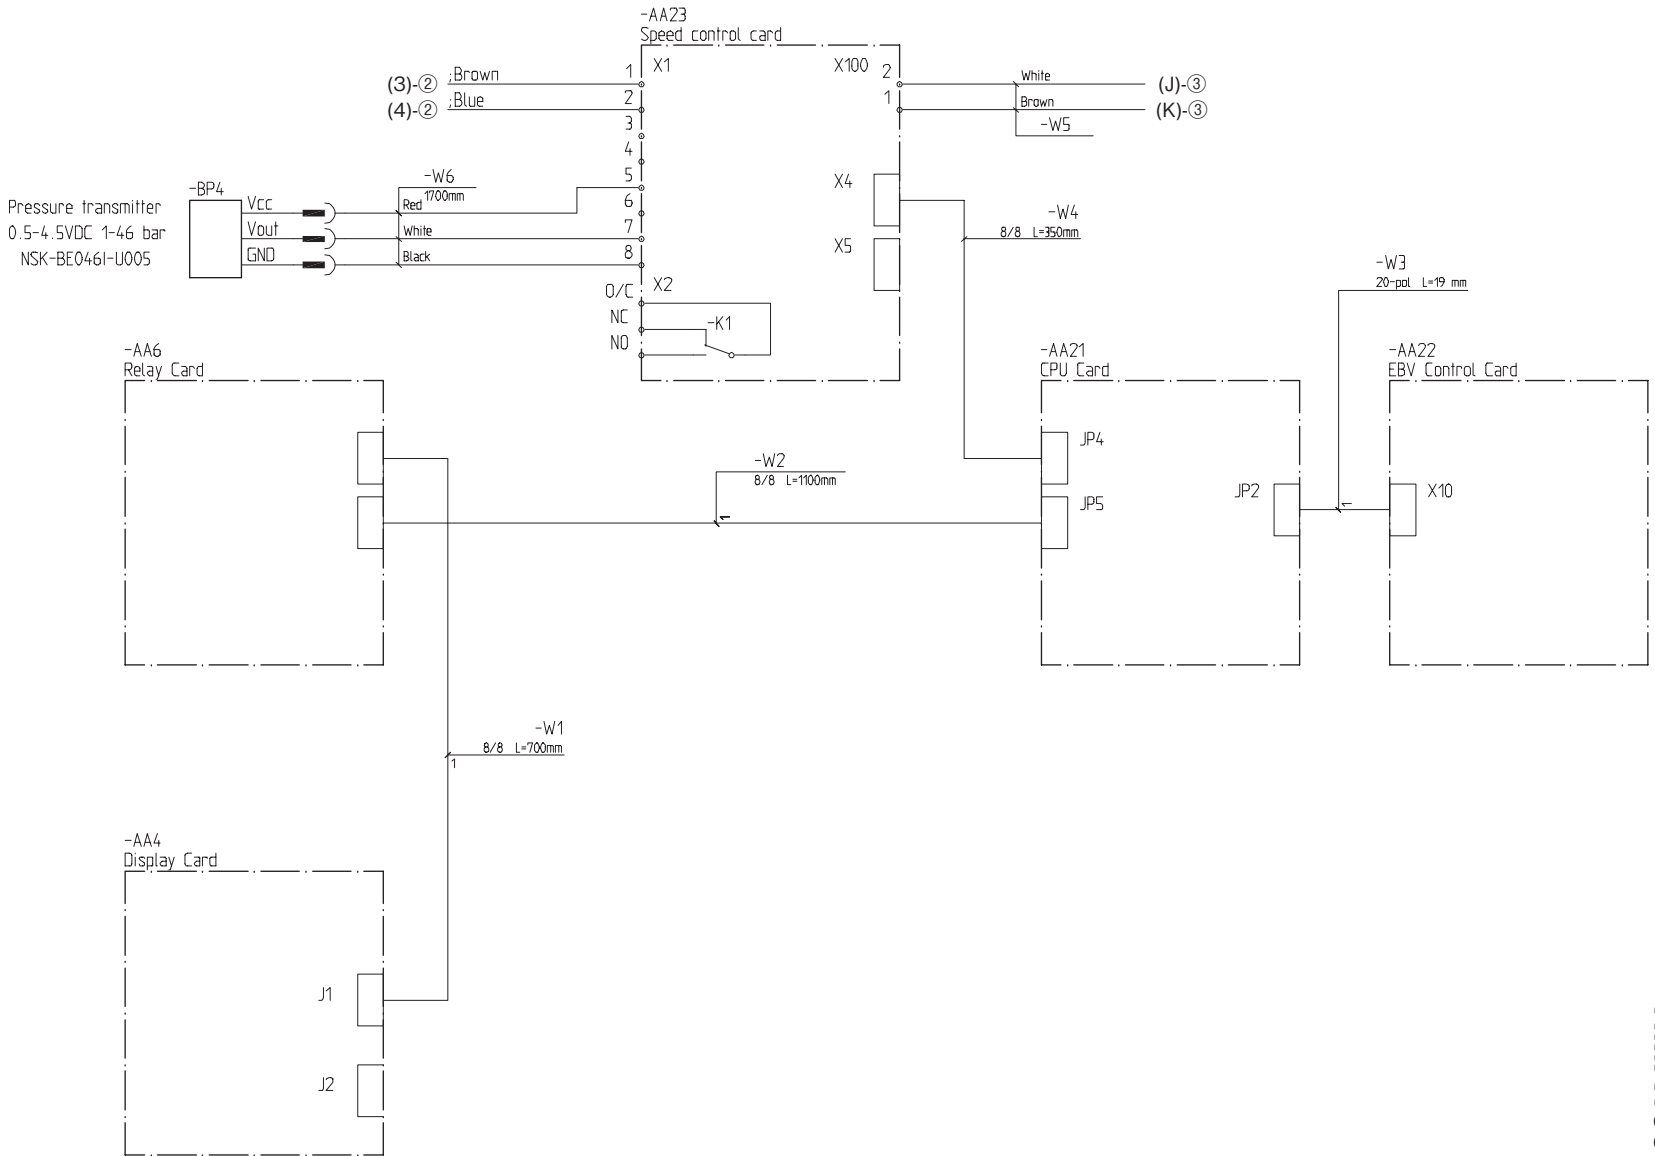 -AA23
Speed control card
X1
X100
(3)-②
;Brown
1
2
White
(J)-③
(4)-②
;Blue
2
1
Brown
(K)-③
3
-W5
4
-W6
1700mm
5
X4
-BP4
Pressure transmitter
0.5-4.5VDC 1-46 bar
NSK-BE046I-U005
Vcc
Red
6
-W4
8/8 L=350mm
Vout
White
7
X5
GND
Black
8
X2
O/C
NC
NO
-K1
-W3
20-pol L=19 mm
-AA6
Relay Card
-AA21
CPU Card
-AA22
EBV Control Card
JP4
-W2
8/8 L=1100mm
1
JP5
JP2
1
X10
-W1
8/8 L=700mm
1
-AA4
Display Card
J1
J2